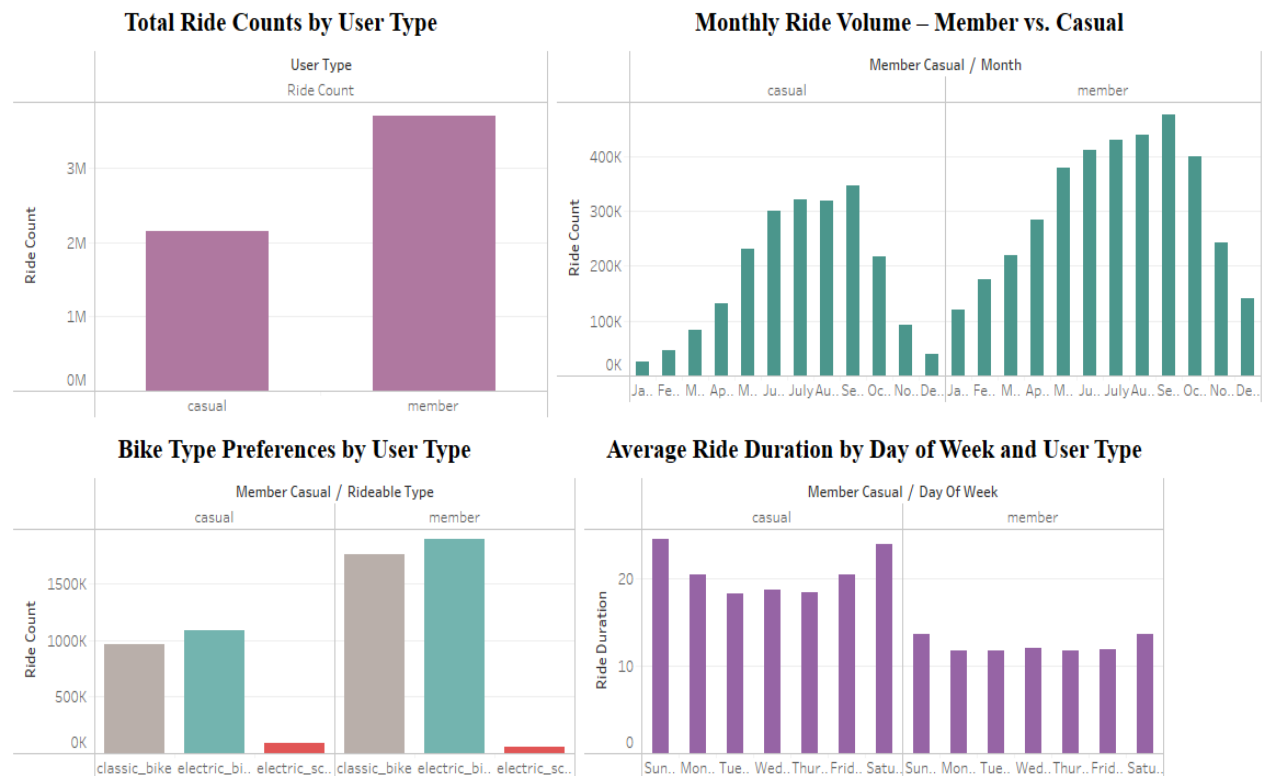 Total Ride Counts by User Type
User Type
Ride Count
Ride Count
3M
2M
1M
0M
casual member
Monthly Ride Volume – Member vs. Casual
Member Casual / Month
casual member
Ride Count
400K
300K
200K
100K
0K
Ja.. Fe.. M.. Ap.. M.. Ju.. July Au.. Se.. Oc.. No.. De.. Ja.. Fe.. M.. Ap.. M.. Ju.. July Au.. Se.. Oc.. No.. De..
Bike Type Preferences by User Type
Member Casual / Rideable Type
casual member
Ride Count
1500K
1000K
500K
0K
classic_bike electric_bi.. electric_sc.. classic_bike electric_bi.. electric_sc..
Average Ride Duration by Day of Week and User Type
Member Casual / Day Of Week
casual member
Ride Duration
20
10
0
Sun.. Mon.. Tue.. Wed.. Thur.. Frid.. Satu.. Sun.. Mon.. Tue.. Wed.. Thur.. Frid.. Satu..